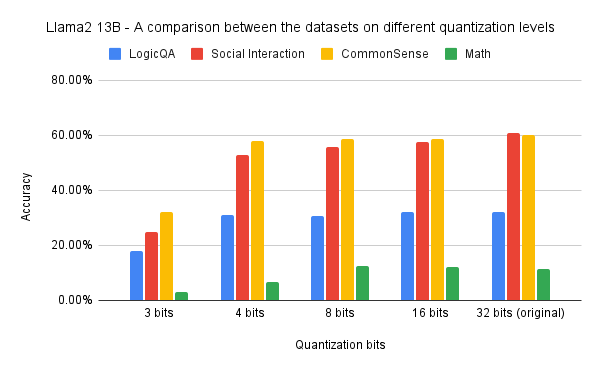 Llama2 13B - A comparison between the datasets on different quantization levels
LogicQA Social Interaction CommonSense Math
80.00%
60.00%
40.00%
20.00%
0.00%
Accuracy
3 bits 4 bits 8 bits 16 bits 32 bits (original)
Quantization bits